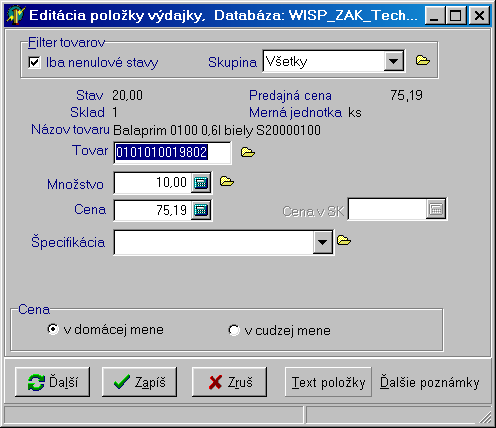 Editácia položky výdajky, Databáza: WISP_ZAK_Tech...
Filter tovarov
Iba nenulové stavy Skupina Všetky
Stav 20,00 Predajná cena 75,19
Sklad 1 Merná jednotka ks
Názov tovaru Balaprim 0100 0,6l biely S20000100
Tovar 0101010019802
Množstvo 10,00
Cena 75,19 Cena v SK
Špecifikácia
Cena
v domácej mene v cudzej mene
Ďalší Zapíš Zruš Text položky Ďalšie poznámky